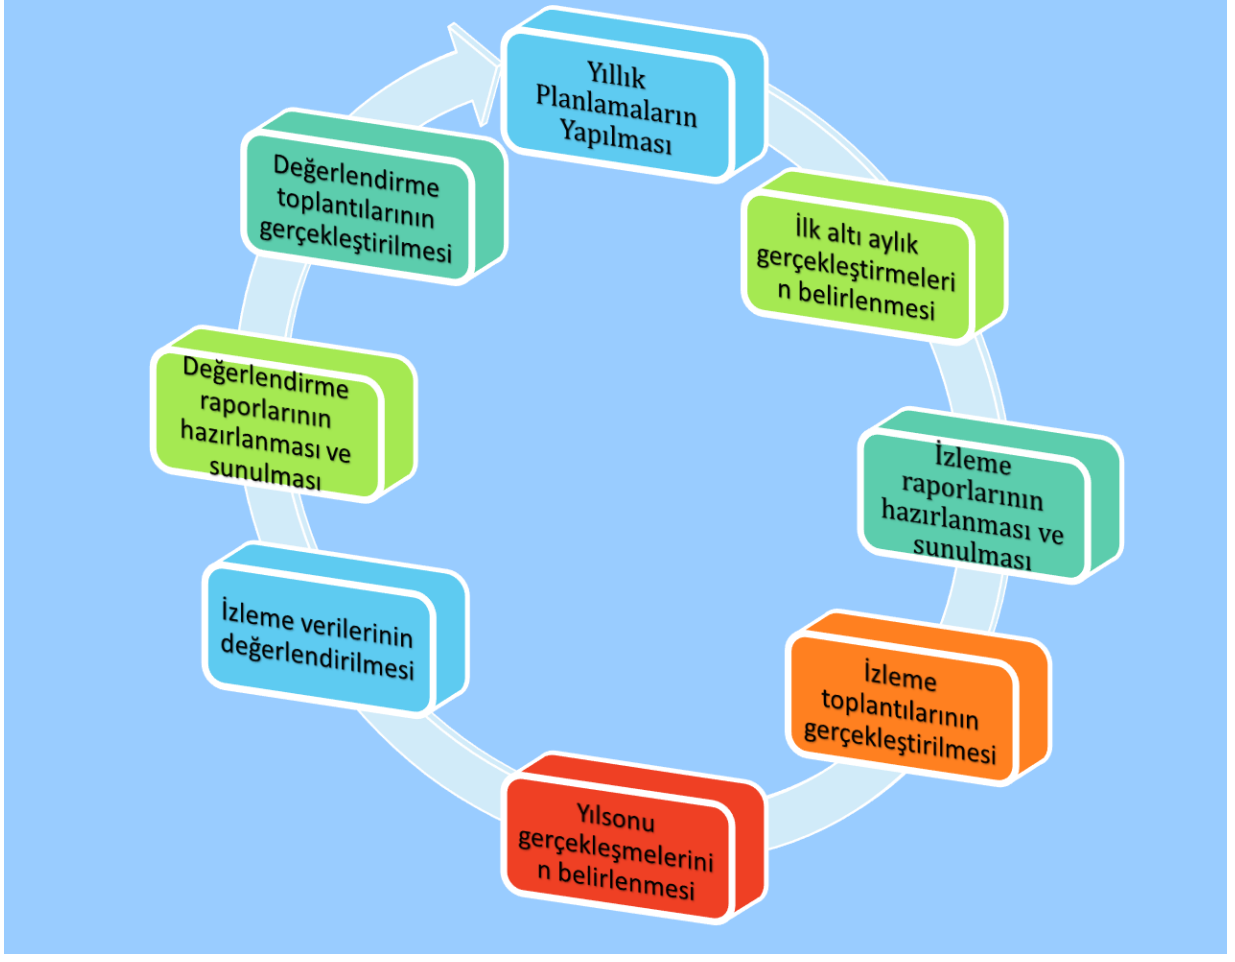 Yıllık
Planlamaların
Yapılması
İlk altı aylık
gerçekleştirmeleri
n belirlenmesi
İzleme
raporlarının
hazırlanması ve
sunulması
İzleme
toplantılarının
gerçekleştirilmesi
Yılsonu
gerçekleşmelerini
n belirlenmesi
İzleme verilerinin
değerlendirilmesi
Değerlendirme
raporlarının
hazırlanması ve
sunulması
Değerlendirme
toplantılarının
gerçekleştirilmesi